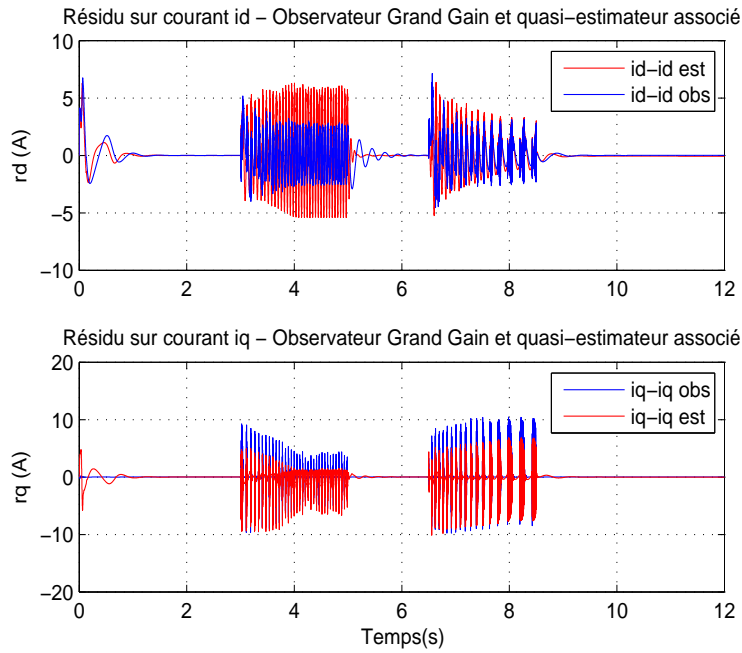 Résidu sur courant id − Observateur Grand Gain et quasi−estimateur associé
10
5
0
−5
−10
rd (A)
id−id est
id−id obs
0 2 4 6 8 10 12
Résidu sur courant iq − Observateur Grand Gain et quasi−estimateur associé
20
10
0
−10
−20
rq (A)
iq−iq obs
iq−iq est
0 2 4 6 8 10 12
Temps(s)